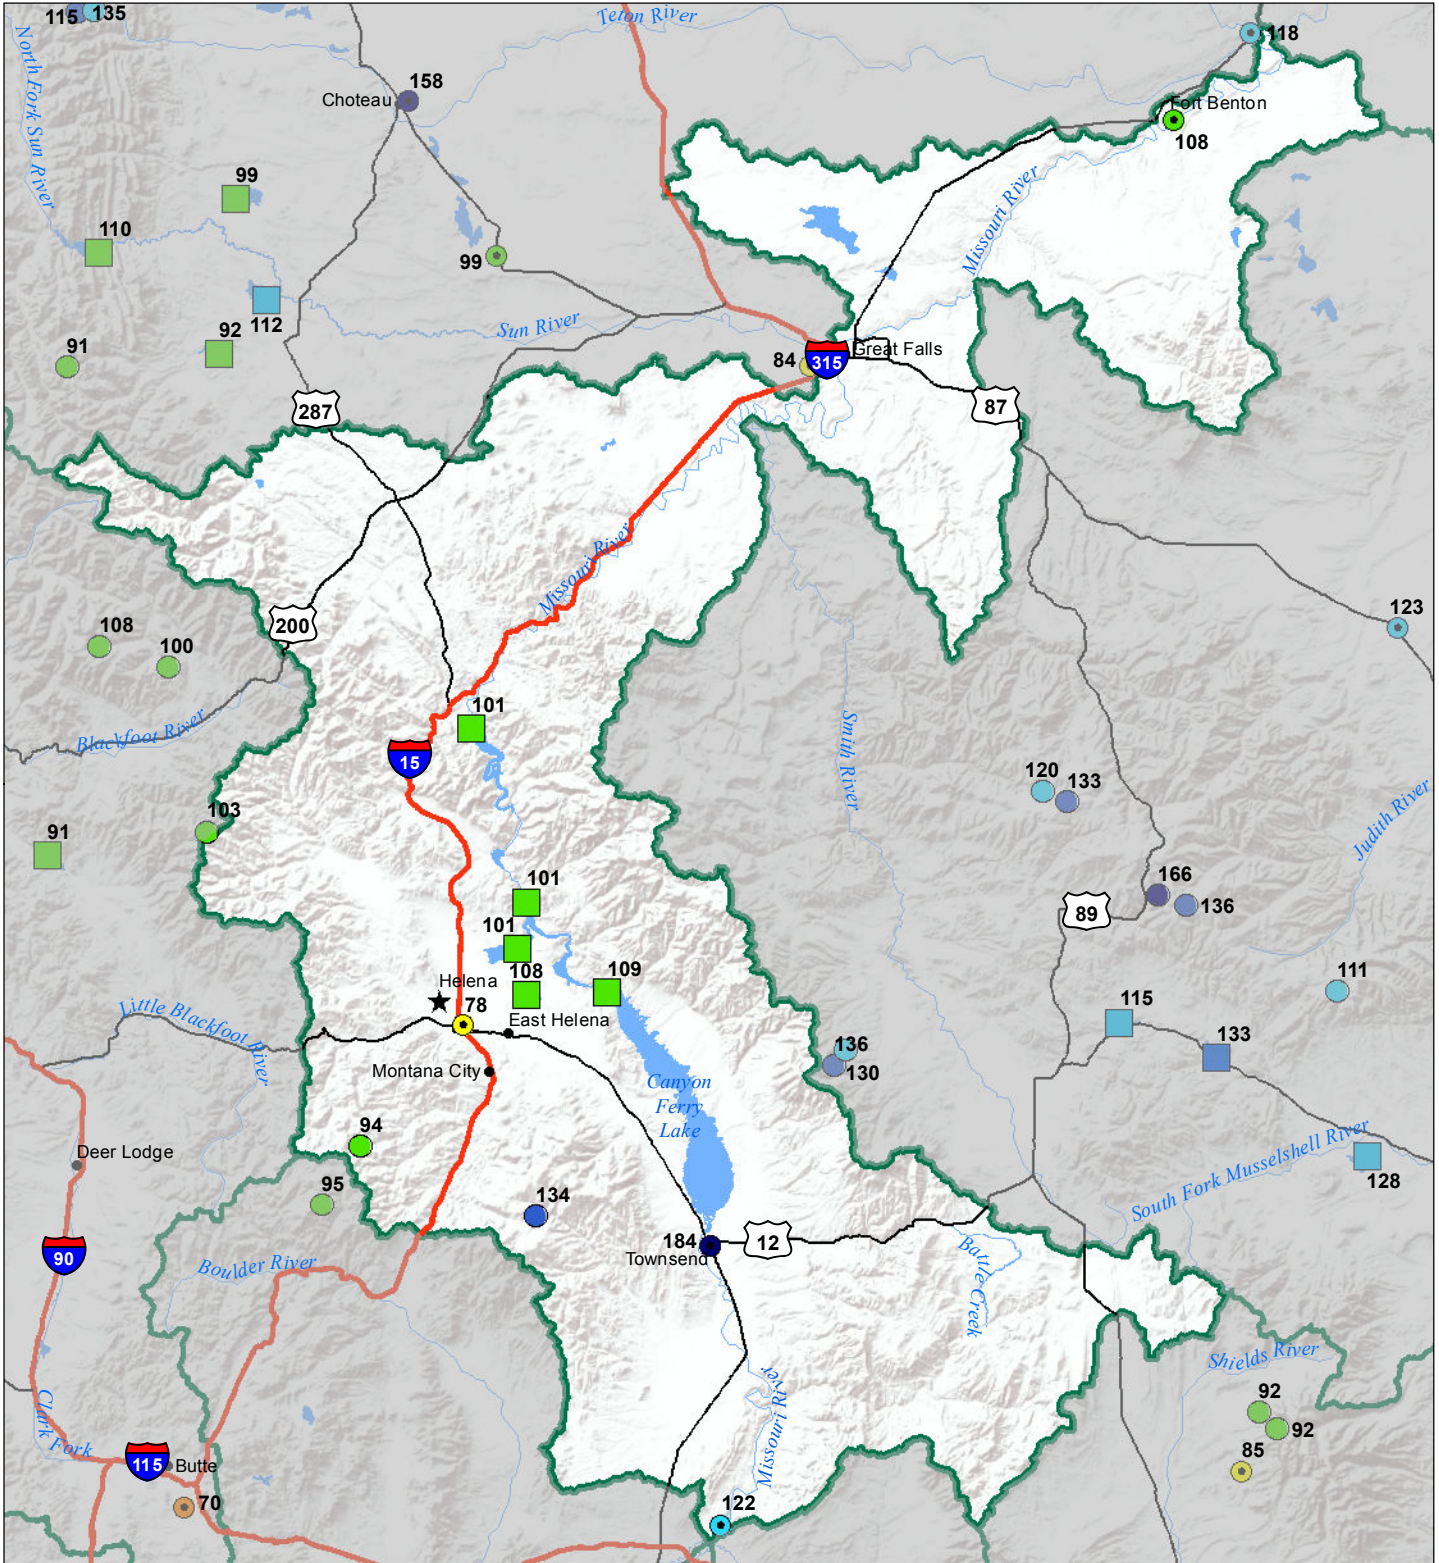 115
135
Teton River
118
North Fork Sun River
158
Choteau
Fort Benton
108
99
110
Missouri River
99
112
Sun River
92
91
84
315
Great Falls
287
87
Missouri River
200
123
108
100
101
Blackfoot River
Smith River
15
120
133
103
Judith River
91
101
166
136
89
101
Helena
108
109
111
Little Blackfoot River
78
East Helena
115
136
133
130
Montana City
Canyon
Ferry
Lake
94
Deer Lodge
South Fork Musselshell River
128
95
134
184
Townsend
12
Battle Creek
90
Boulder River
Shields River
Missouri River
Clark Fork
92
92
115
Butte
85
70
122